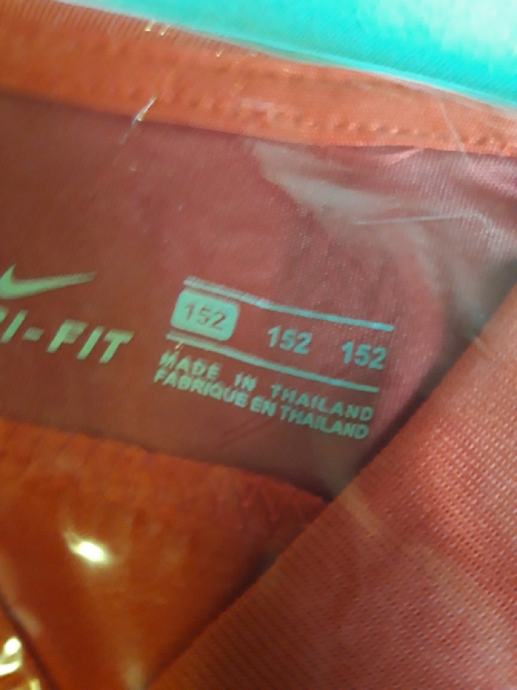 I-FIT
152 152 152
MADE IN THAILAND
FABRIQUE EN THAILAND